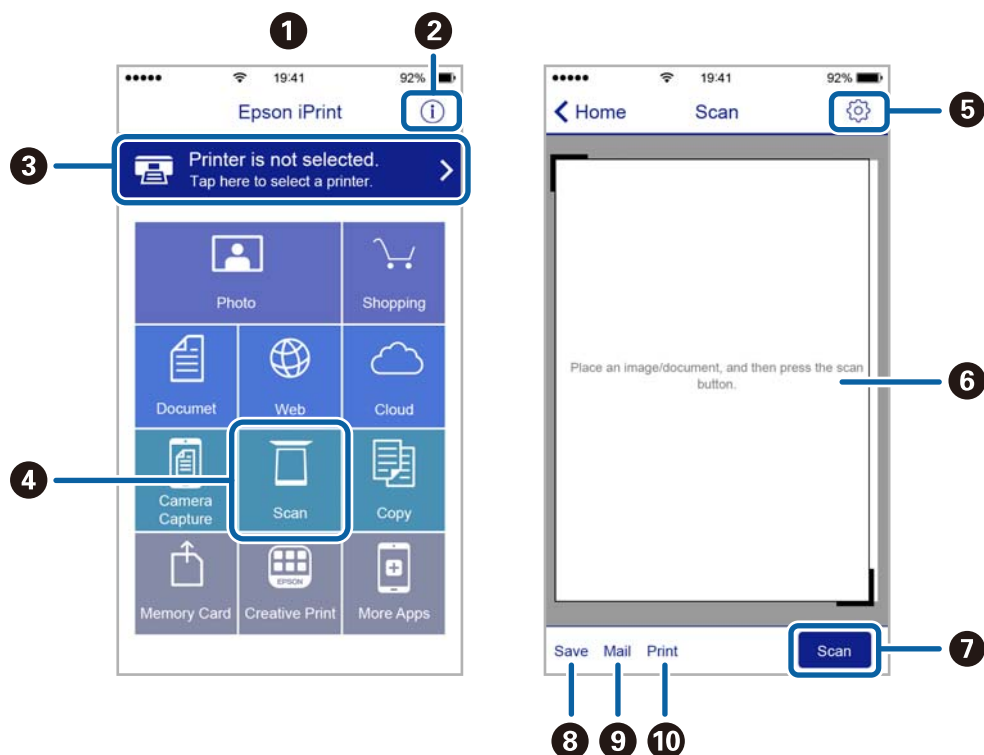 1
2
19:41
92%
Epson iPrint
i
3
Printer is not selected.
Tap here to select a printer.
Photo
Shopping
Documet
Web
Cloud
4
Camera
Capture
Scan
Copy
EPSON
Memory Card
Creative Print
More Apps
19:41
92%
Home
Scan
5
Place an image/document, and then press the scan
button.
6
Save
Mail
Print
Scan
7
8
9
10